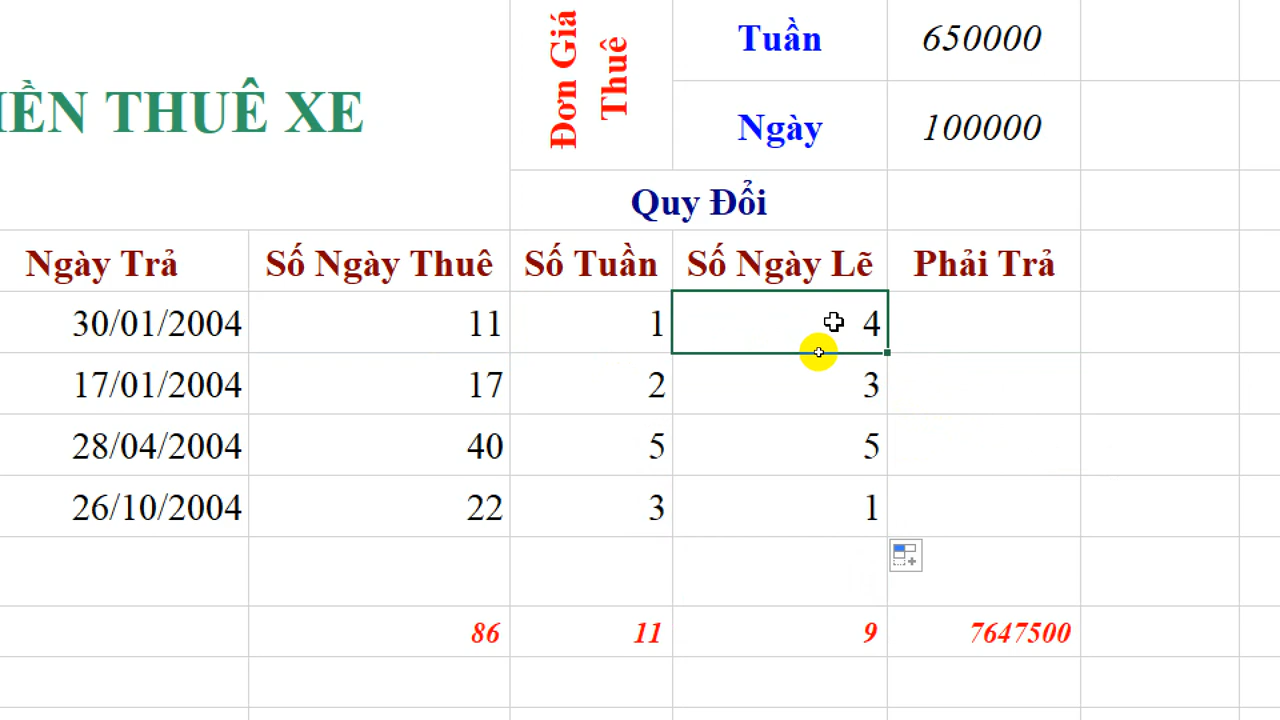 Đơn Giá
Thuê
Tuần 650000
IỀN THUÊ XE
Ngày 100000
Quy Đổi
Ngày Trả Số Ngày Thuê Số Tuần Số Ngày Lẽ Phải Trả
30/01/2004 11 1 4
17/01/2004 17 2 3
28/04/2004 40 5 5
26/10/2004 22 3 1
86 11 9 7647500